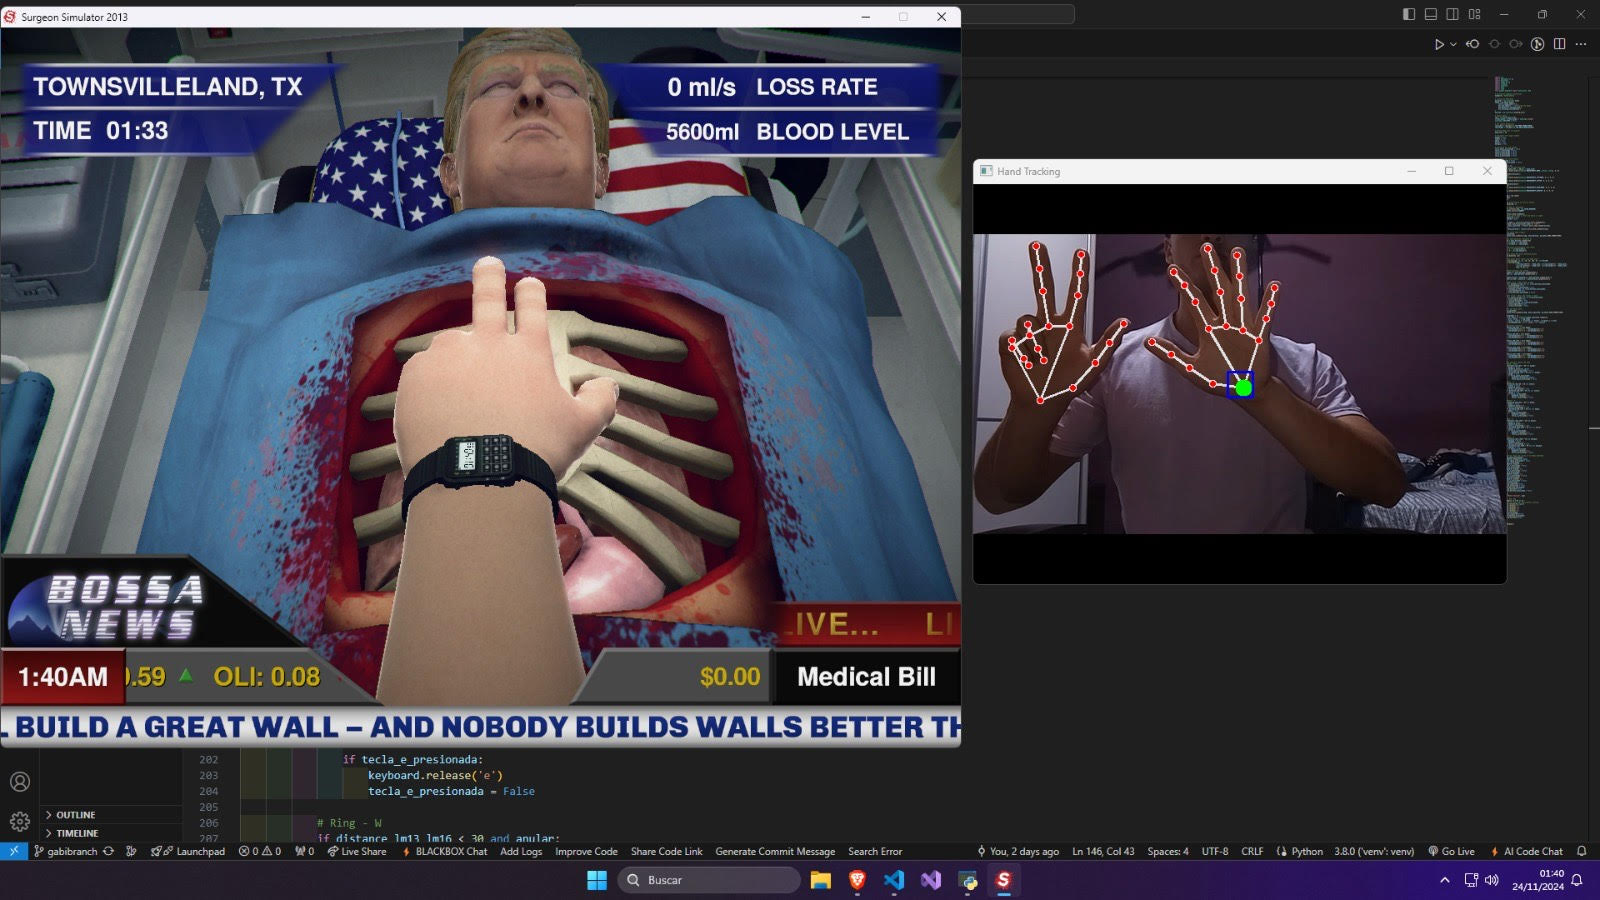 Surgeon Simulator 2013
TOWNSVILLELAND, TX
TIME 01:33
0 ml/s LOSS RATE
5600ml BLOOD LEVEL
Hand Tracking
BOSSA
NEWS
LIVE... LI
1:40AM
.59 OLI: 0.08
$0.00 Medical Bill
BUILD A GREAT WALL – AND NOBODY BUILDS WALLS BETTER TH
202 if tecla_e_presionada:
203 keyboard.release('e')
204 tecla_e_presionada = False
205
206 # Ring - W
207 if distance_lm13_lm16 < 30 and anular:
OUTLINE
TIMELINE
gabibranch Launchpad 0 0 0 Live Share BLACKBOX Chat Add Logs Improve Code Share Code Link Generate Commit Message Search Error You, 2 days ago Ln 146, Col 43 Spaces: 4 UTF-8 CRLF Python 3.8.0 ('venv': venv) Go Live AI Code Chat
Buscar
01:40
24/11/2024